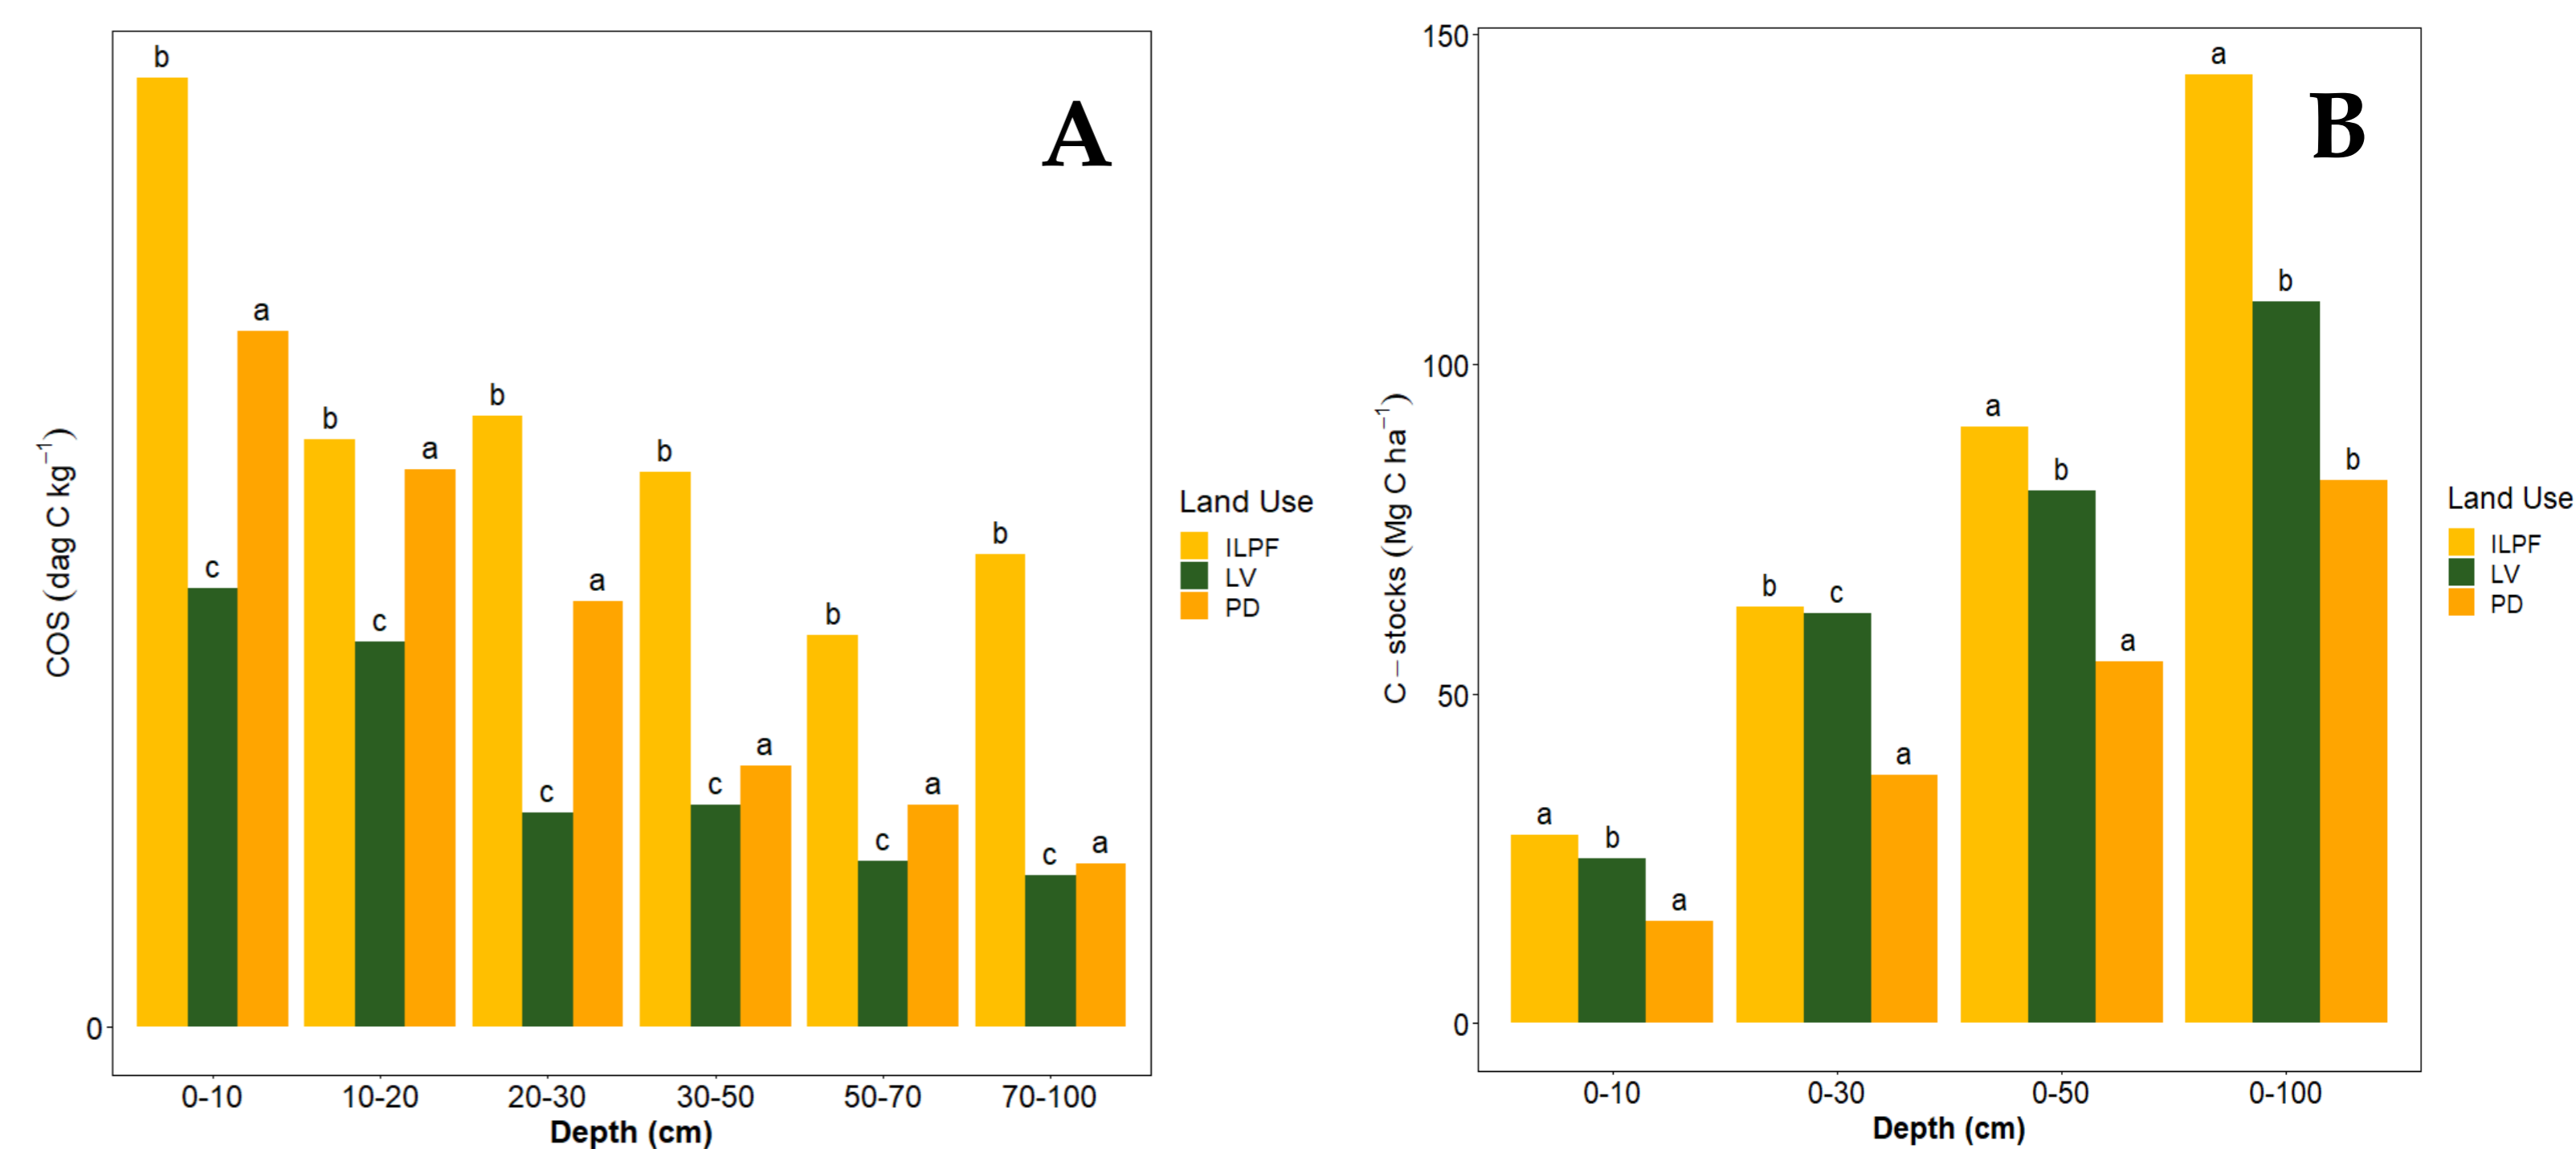 A
b
a
b
a
b
b
b
b
a
c
c
a
c
c
a
c
a
c
COS (dag C kg⁻¹)
0
0-10 10-20 20-30 30-50 50-70 70-100
Depth (cm)
Land Use
ILPF
LV
PD
B
150
100
50
0
a
b
a
b
b
b
c
a
a
a
b
a
C – stocks (Mg C ha⁻¹)
0-10 0-30 0-50 0-100
Depth (cm)
Land Use
ILPF
LV
PD